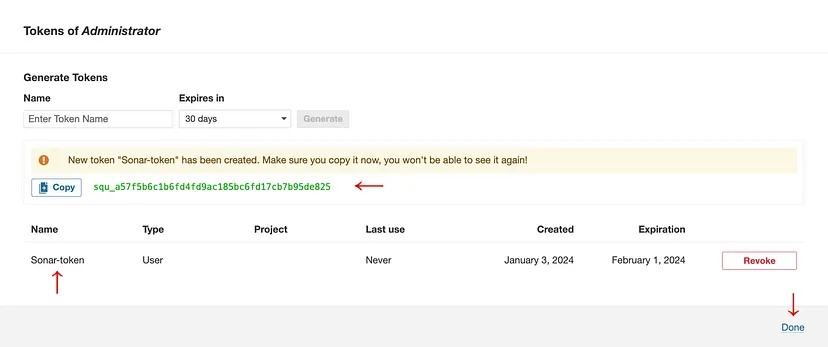 Tokens of Administrator
Generate Tokens
Name Expires in
Enter Token Name 30 days Generate
New token "Sonar-token" has been created. Make sure you copy it now, you won't be able to see it again!
Copy squ_a57f5b6c1b6fd4fd9ac185bc6fd17cb7b95de825
Name Type Project Last use Created Expiration
Sonar-token User Never January 3, 2024 February 1, 2024 Revoke
Done